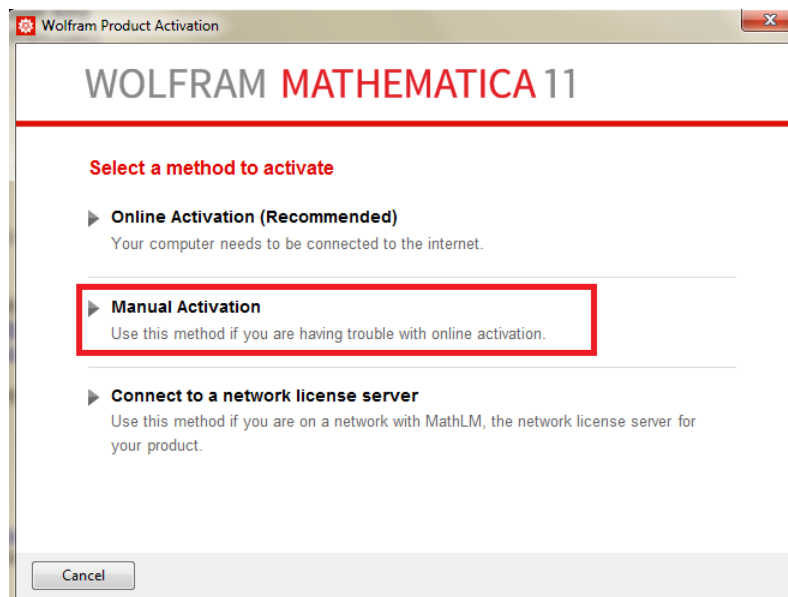 Wolfram Product Activation
WOLFRAM MATHEMATICA 11
Select a method to activate
Online Activation (Recommended)
Your computer needs to be connected to the internet.
Manual Activation
Use this method if you are having trouble with online activation.
Connect to a network license server
Use this method if you are on a network with MathLM, the network license server for
your product.
Cancel